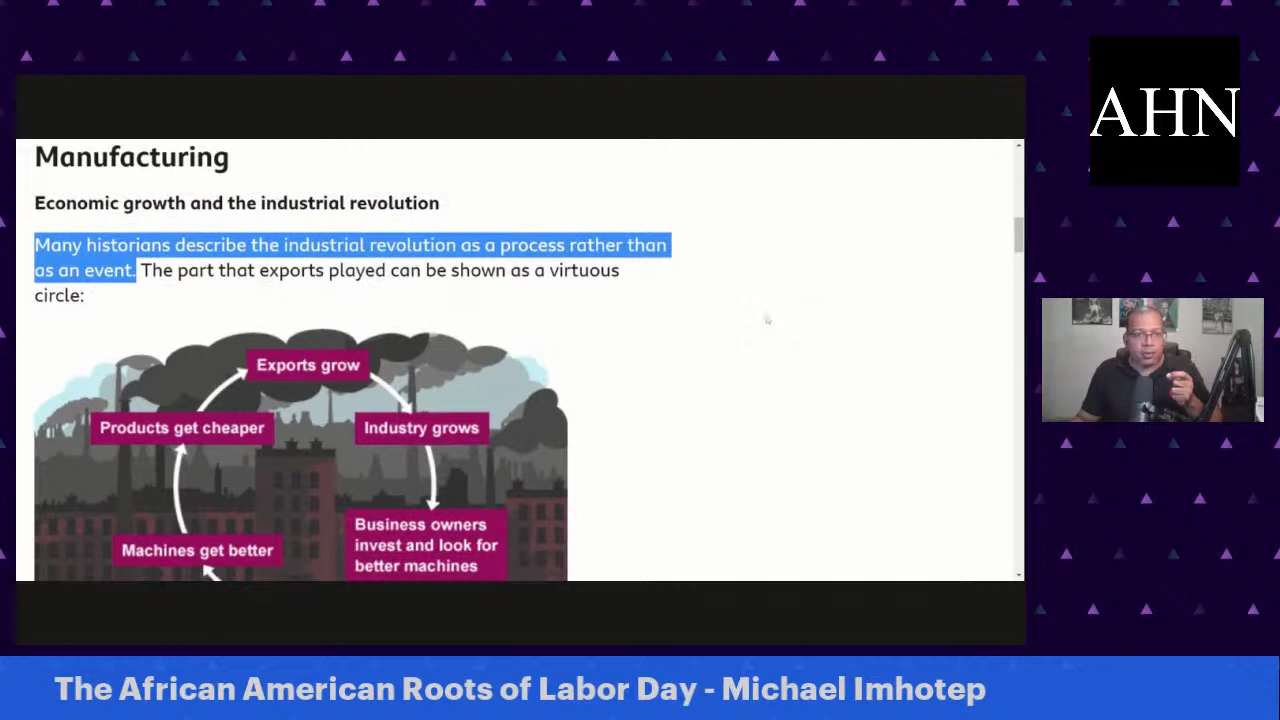 AHN
Manufacturing
Economic growth and the industrial revolution
Many historians describe the industrial revolution as a process rather than
as an event. The part that exports played can be shown as a virtuous
circle:
Exports grow
Products get cheaper
Industry grows
Business owners
invest and look for
better machines
Machines get better
The African American Roots of Labor Day - Michael Imhotep